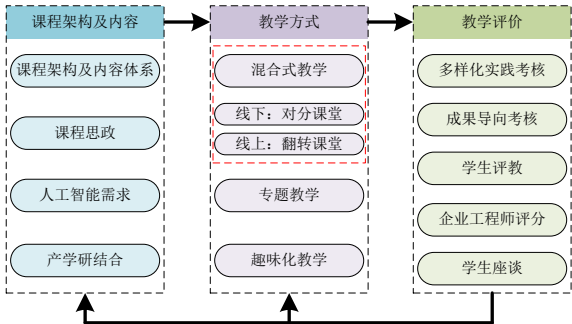 课程架构及内容
课程架构及内容体系
课程思政
人工智能需求
产学研结合
教学方式
混合式教学
线下：对分课堂
线上：翻转课堂
专题教学
趣味化教学
教学评价
多样化实践考核
成果导向考核
学生评教
企业工程师评分
学生座谈